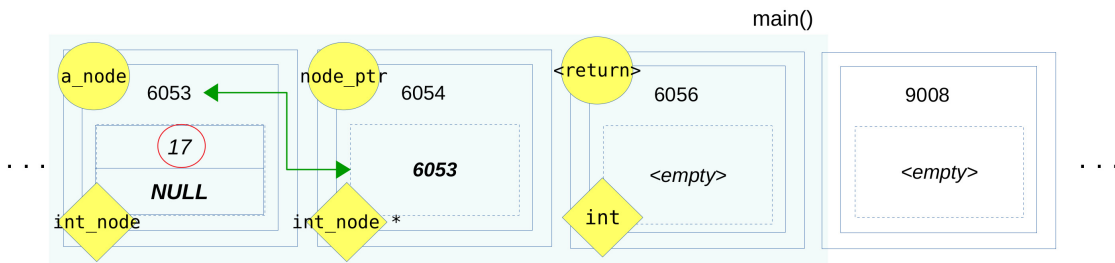 main()
a_node
6053
17
NULL
int_node
node_ptr
6054
6053
int_node *
<return>
6056
<empty>
int
9008
<empty>
. . .
. . .